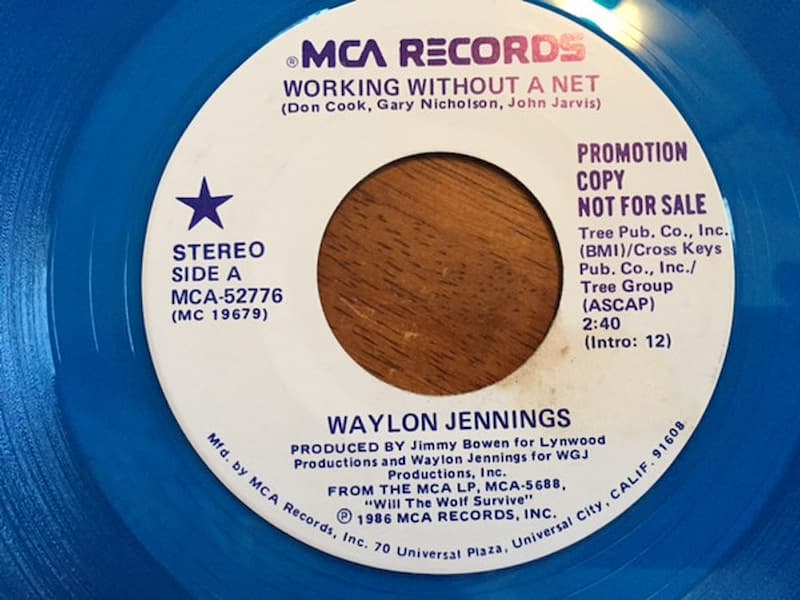 ® MCA RECORDS
WORKING WITHOUT A NET
(Don Cook, Gary Nicholson, John Jarvis)
PROMOTION
COPY
NOT FOR SALE
STEREO
SIDE A
MCA-52776
(MC 19679)
Tree Pub. Co., Inc.
(BMI)/Cross Keys
Pub. Co., Inc./
Tree Group
(ASCAP)
2:40
(Intro: 12)
WAYLON JENNINGS
PRODUCED BY Jimmy Bowen for Lynwood
Productions and Waylon Jennings for WGJ
Productions, Inc.
FROM THE MCA LP, MCA-5688,
"Will The Wolf Survive"
℗ 1986 MCA RECORDS, INC.
Mfd. by MCA Records, Inc. 70 Universal Plaza, Universal City, CALIF. 91608